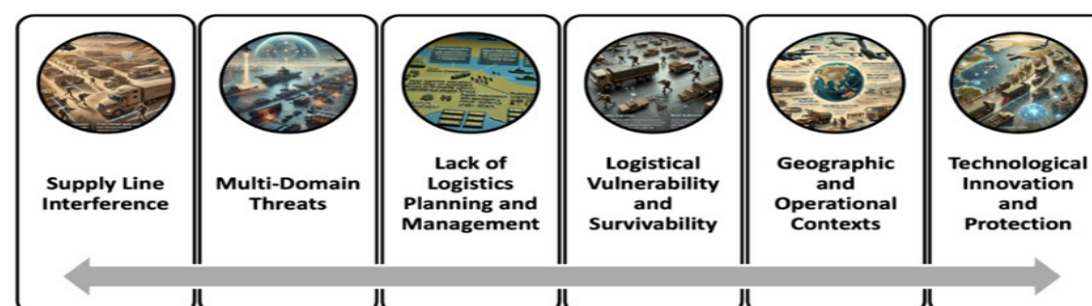 Supply Line
Interference
Multi-Domain
Threats
Lack of
Logistics
Planning and
Management
Logistical
Vulnerability
and
Survivability
Geographic
and
Operational
Contexts
Technological
Innovation
and
Protection